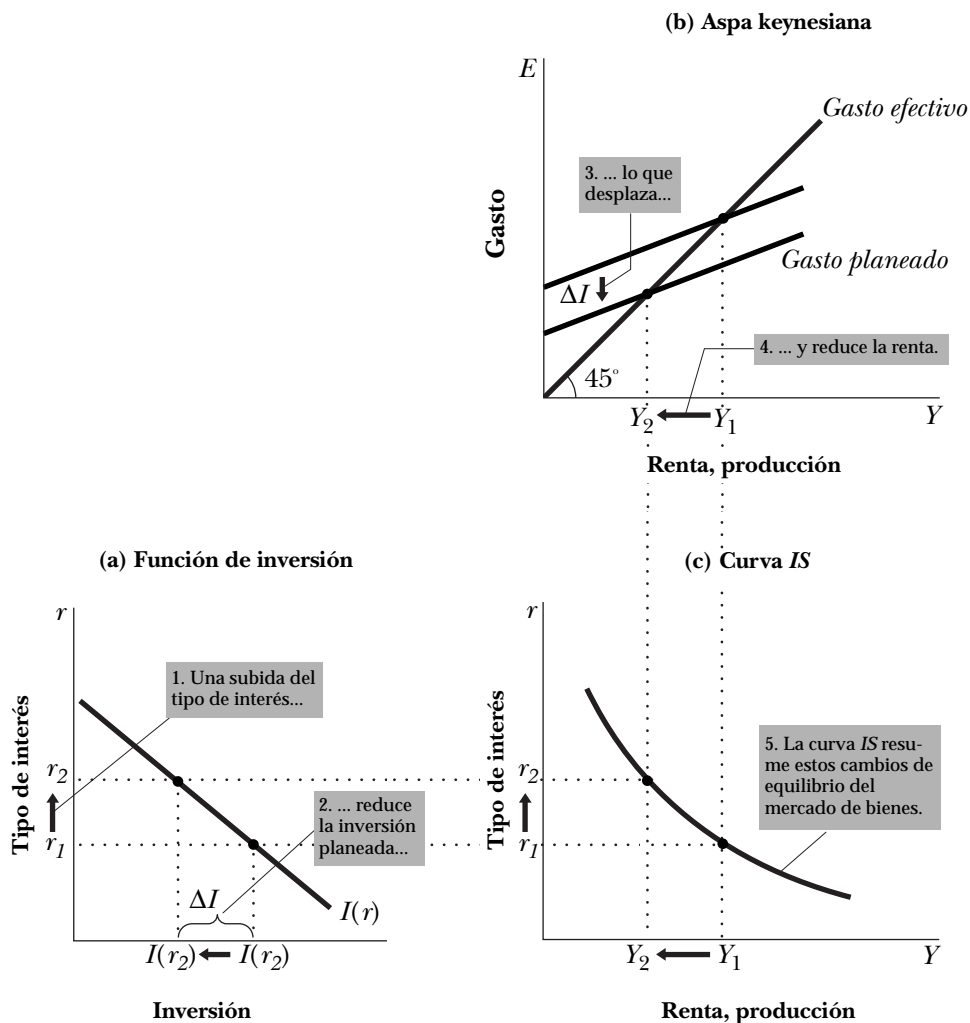 (b) Aspa keynesiana
E
Gasto efectivo
3. ... lo que
desplaza...
Gasto
Gasto planeado
ΔI
4. ... y reduce la renta.
45°
Y2
Y1
Y
Renta, producción
(a) Función de inversión
r
1. Una subida del
tipo de interés...
Tipo de interés
r2
2. ... reduce
la inversión
planeada...
r1
ΔI
I(r)
I(r2)
I(r2)
Inversión
(c) Curva IS
r
Tipo de interés
r2
5. La curva IS resu-
me estos cambios de
equilibrio del
mercado de bienes.
r1
Y2
Y1
Y
Renta, producción